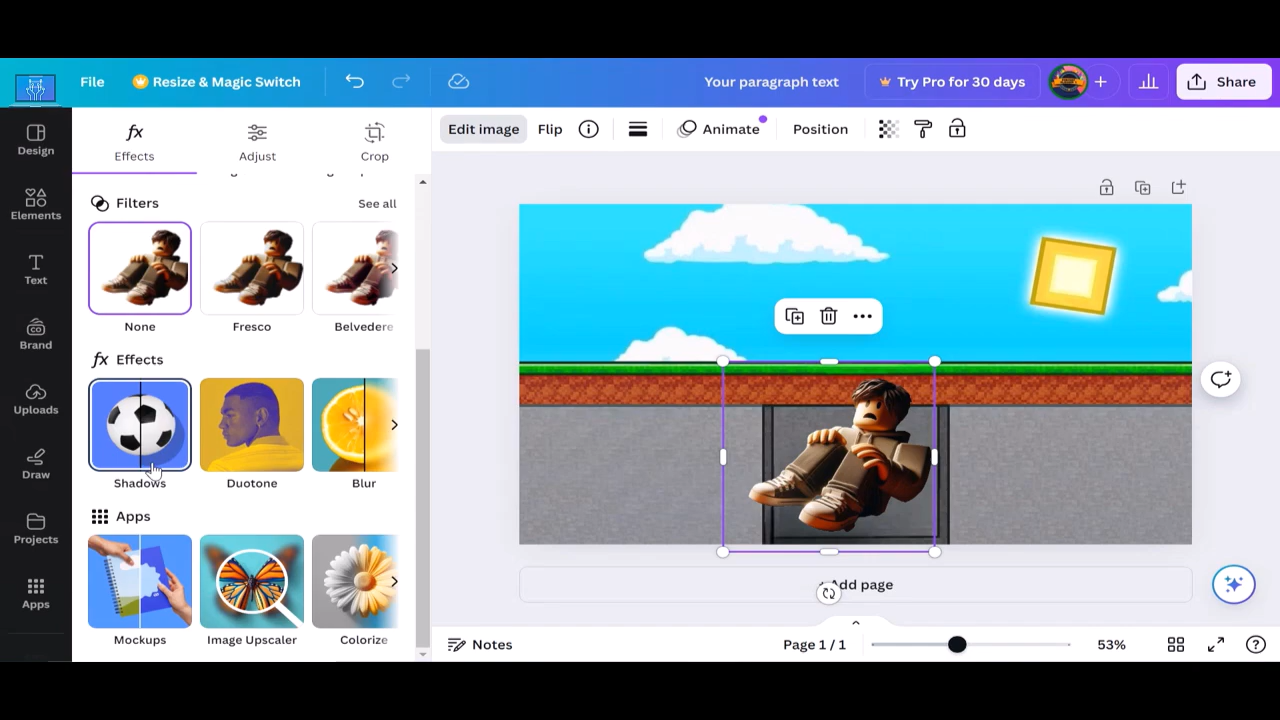 File
Resize & Magic Switch
Your paragraph text
Try Pro for 30 days
Share
Design
Elements
Text
Brand
Uploads
Draw
Projects
Apps
Effects
Adjust
Crop
Filters
See all
None
Fresco
Belvedere
Effects
Shadows
Duotone
Blur
Apps
Mockups
Image Upscaler
Colorize
Edit image
Flip
Animate
Position
+ Add page
Notes
Page 1 / 1
53%